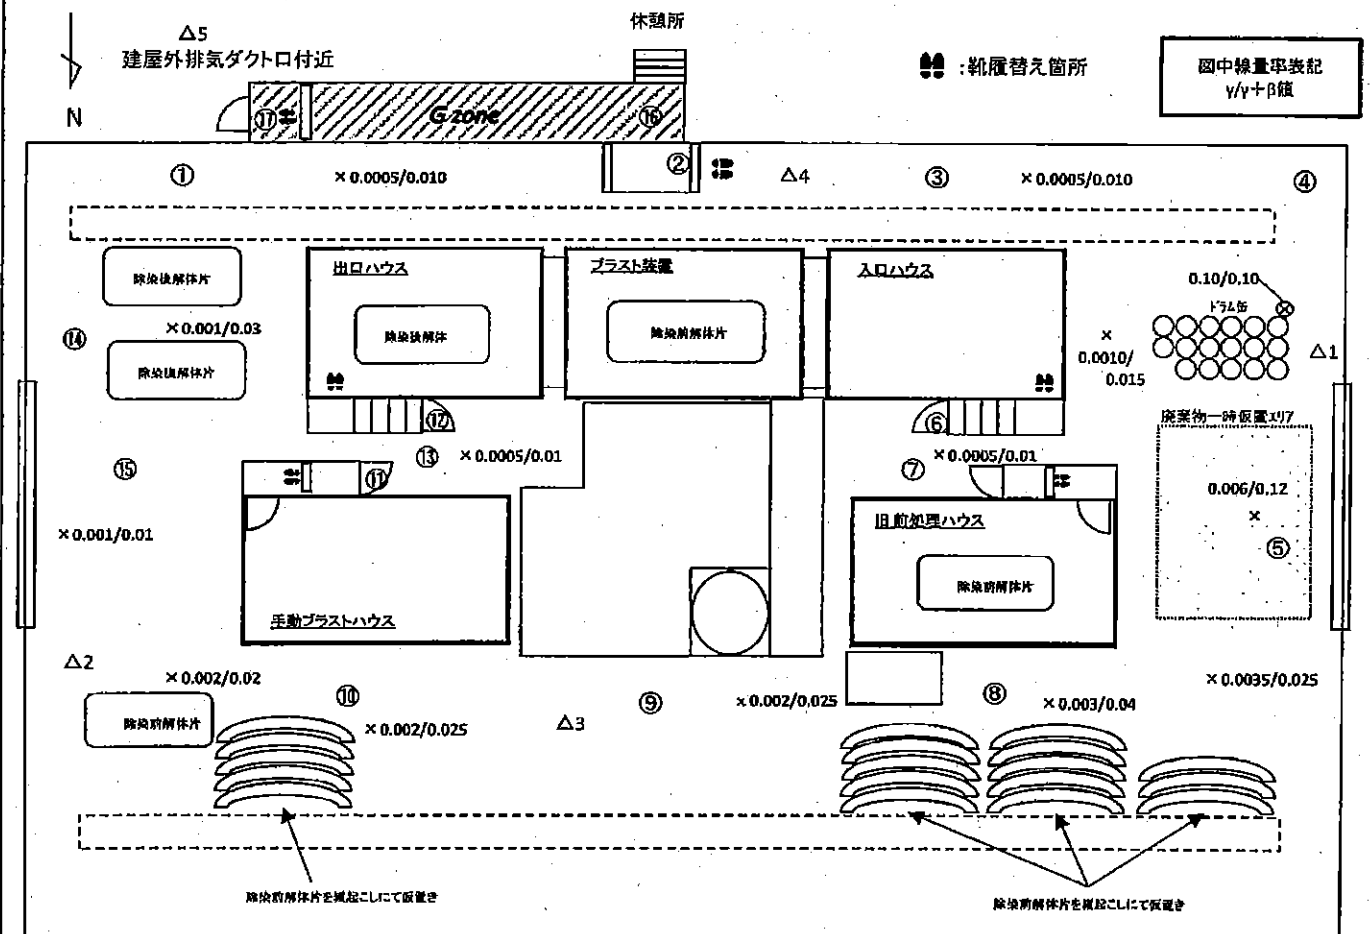 △5
建屋外排気ダクト口付近
N
休憩所
:靴履替え箇所
図中線量率表記
γ/γ+β値
⑰
G zone
⑯
①
×0.0005/0.010
②
△4
③
×0.0005/0.010
④
除染後解体片
出口ハウス
除染後解体
ブラスト装置
除染前解体片
入口ハウス
0.10/0.10
ドラム缶
⑭
×0.001/0.03
除染後解体片
×
0.0010/
0.015
△1
⑫
⑥
廃棄物一時仮置エリア
⑮
⑬
×0.0005/0.01
⑦
×0.0005/0.01
⑪
0.006/0.12
×
⑤
×0.001/0.01
手動ブラストハウス
旧前処理ハウス
除染前解体片
△2
×0.002/0.02
除染前解体片
⑩
×0.002/0.025
△3
⑨
×0.002/0.025
⑧
×0.003/0.04
×0.0035/0.025
除染前解体片を縦起こしにて仮置き
除染前解体片を縦起こしにて仮置き